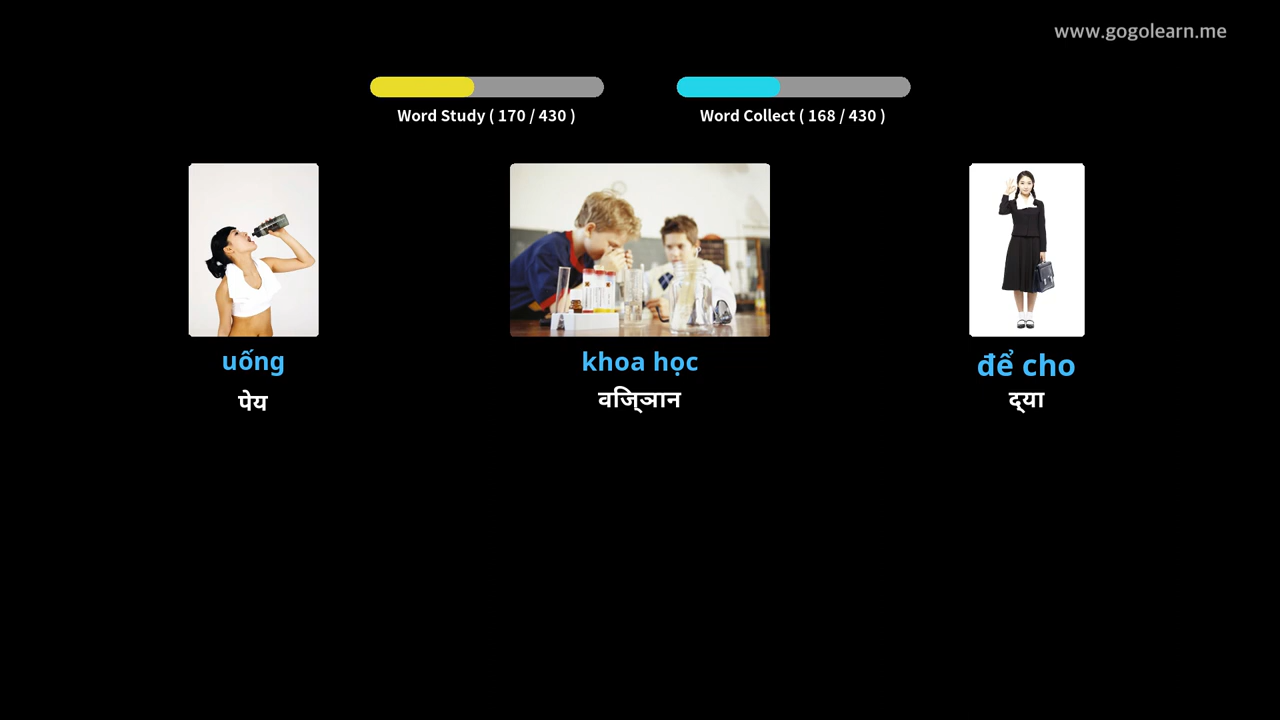 www.gogolearn.me
Word Study ( 170 / 430 )
Word Collect ( 168 / 430 )
uống
khoa học
để cho
पेय
वजि्ञान
द्या